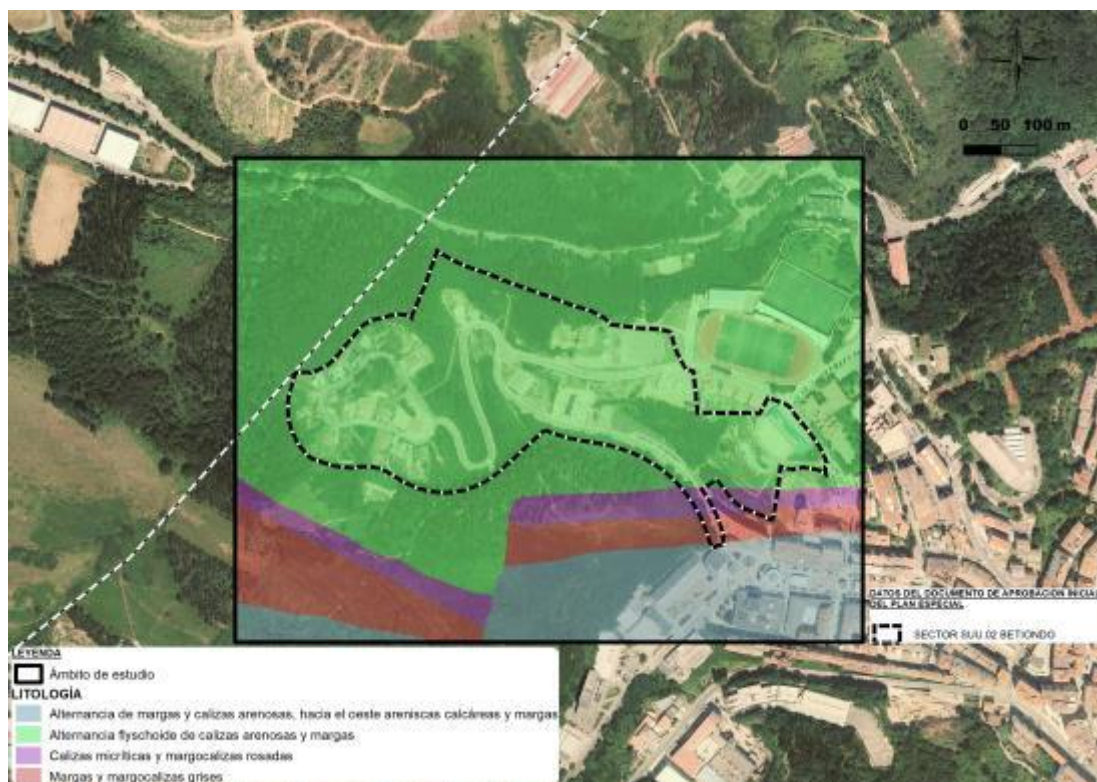 0 50 100 m
DATOS DEL DOCUMENTO DE APROBACION INICIAL
DEL PLAN ESPECIAL
SECTOR SUU.02 BETIONDO
LEYENDA
Ámbito de estudio
LITOLOGÍA
Alternancia de margas y calizas arenosas, hacia el oeste areniscas calcáreas y margas
Alternancia flyschoide de calizas arenosas y margas
Calizas micríticas y margocalizas rosadas
Margas y margocalizas grises